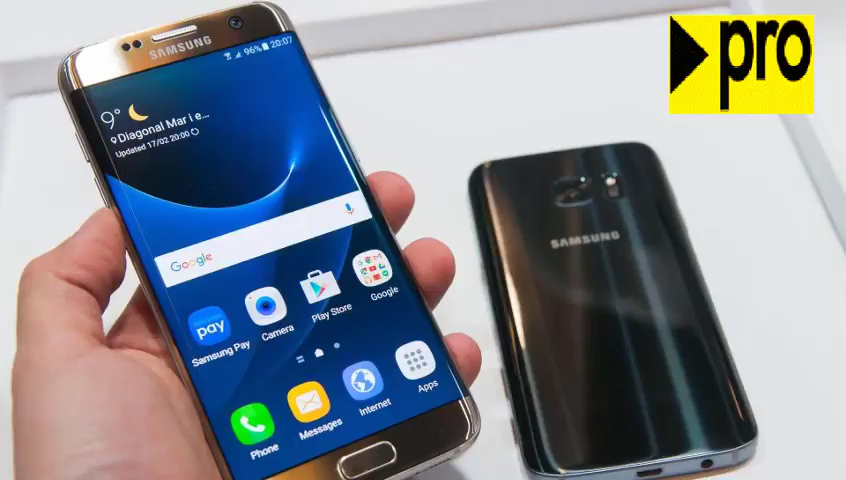 pro
SAMSUNG
96% 20:07
9°
Diagonal Mar i e...
Updated 17/02 20:00
Google
pay
Samsung Pay
Camera
Play Store
Google
Phone
Messages
Internet
Apps
SAMSUNG